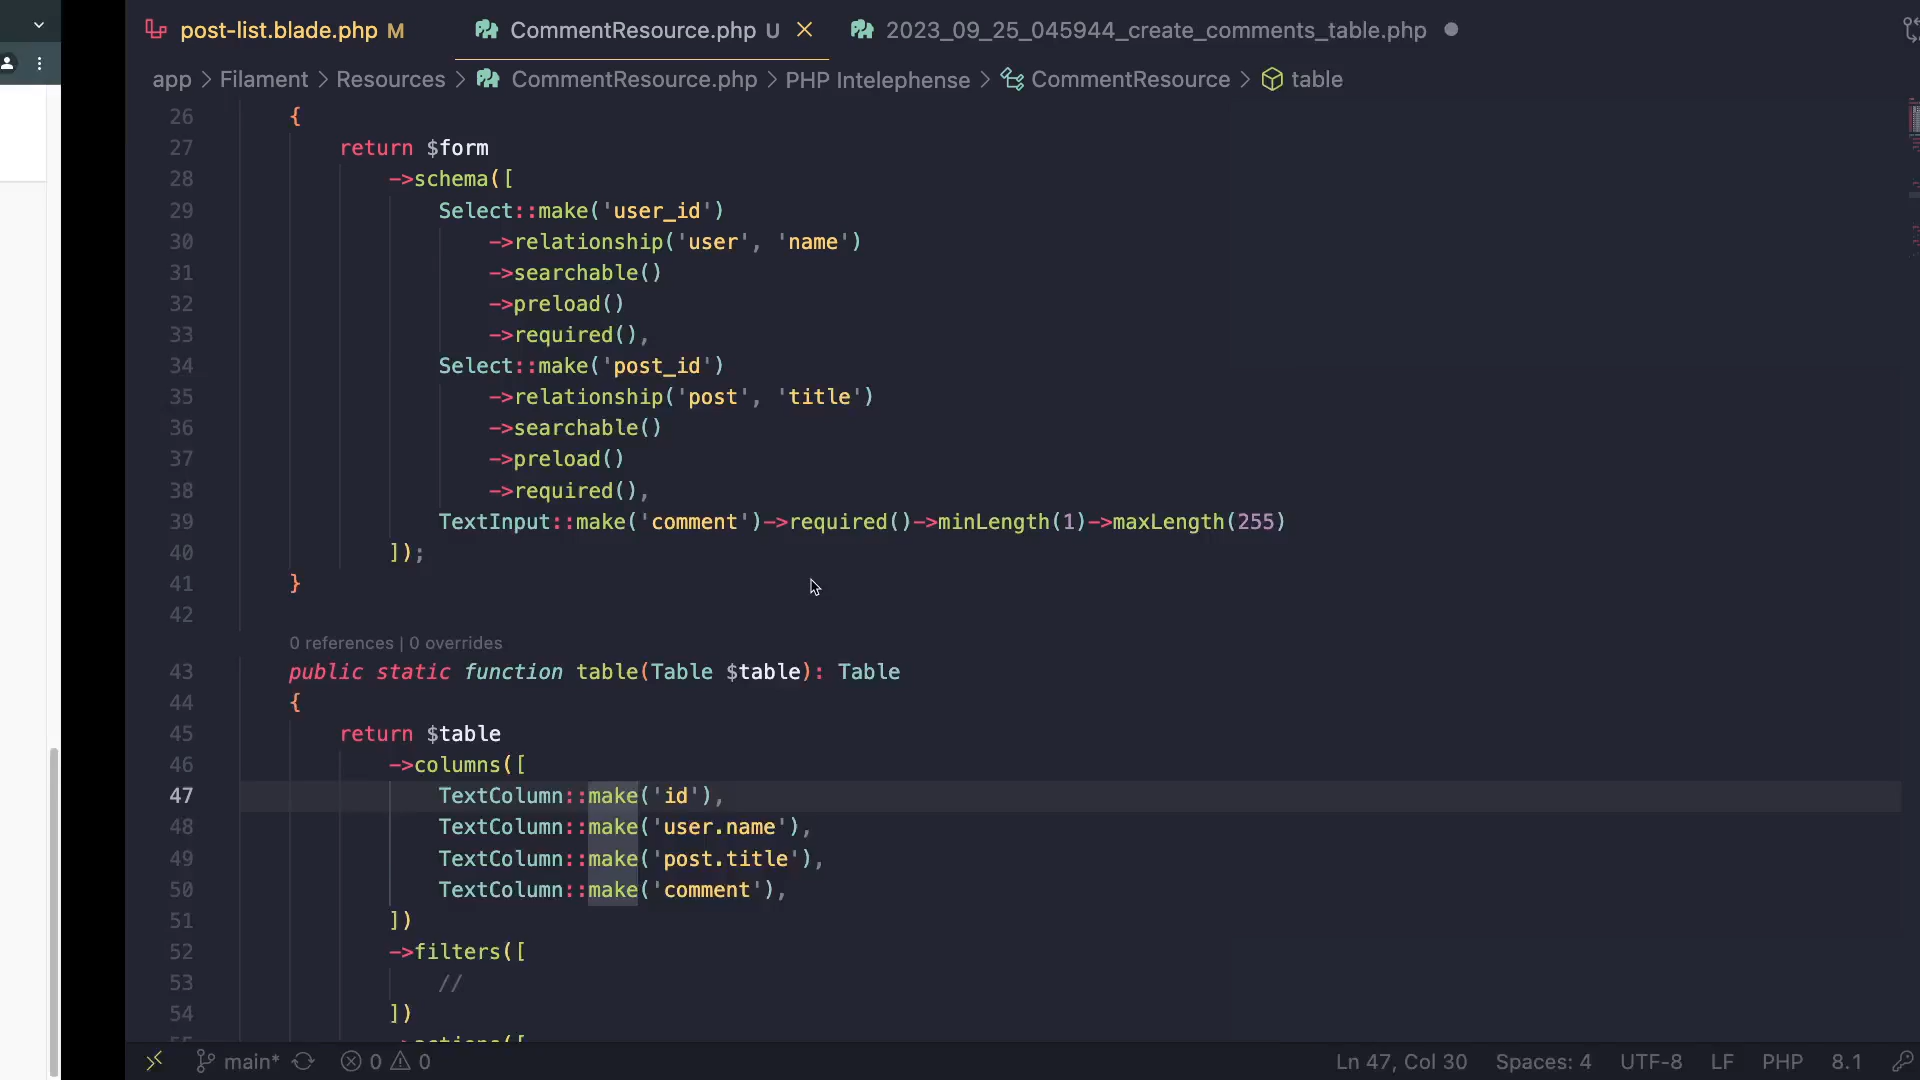 post-list.blade.php M CommentResource.php U 2023_09_25_045944_create_comments_table.php
app > Filament > Resources > CommentResource.php > PHP Intelephense > CommentResource > table
26 {
27 return $form
28 ->schema([
29 Select::make('user_id')
30 ->relationship('user', 'name')
31 ->searchable()
32 ->preload()
33 ->required(),
34 Select::make('post_id')
35 ->relationship('post', 'title')
36 ->searchable()
37 ->preload()
38 ->required(),
39 TextInput::make('comment')->required()->minLength(1)->maxLength(255)
40 ]);
41 }
42
0 references | 0 overrides
43 public static function table(Table $table): Table
44 {
45 return $table
46 ->columns([
47 TextColumn::make('id'),
48 TextColumn::make('user.name'),
49 TextColumn::make('post.title'),
50 TextColumn::make('comment'),
51 ])
52 ->filters([
53 //
54 ])
main* 0 0 Ln 47, Col 30 Spaces: 4 UTF-8 LF PHP 8.1